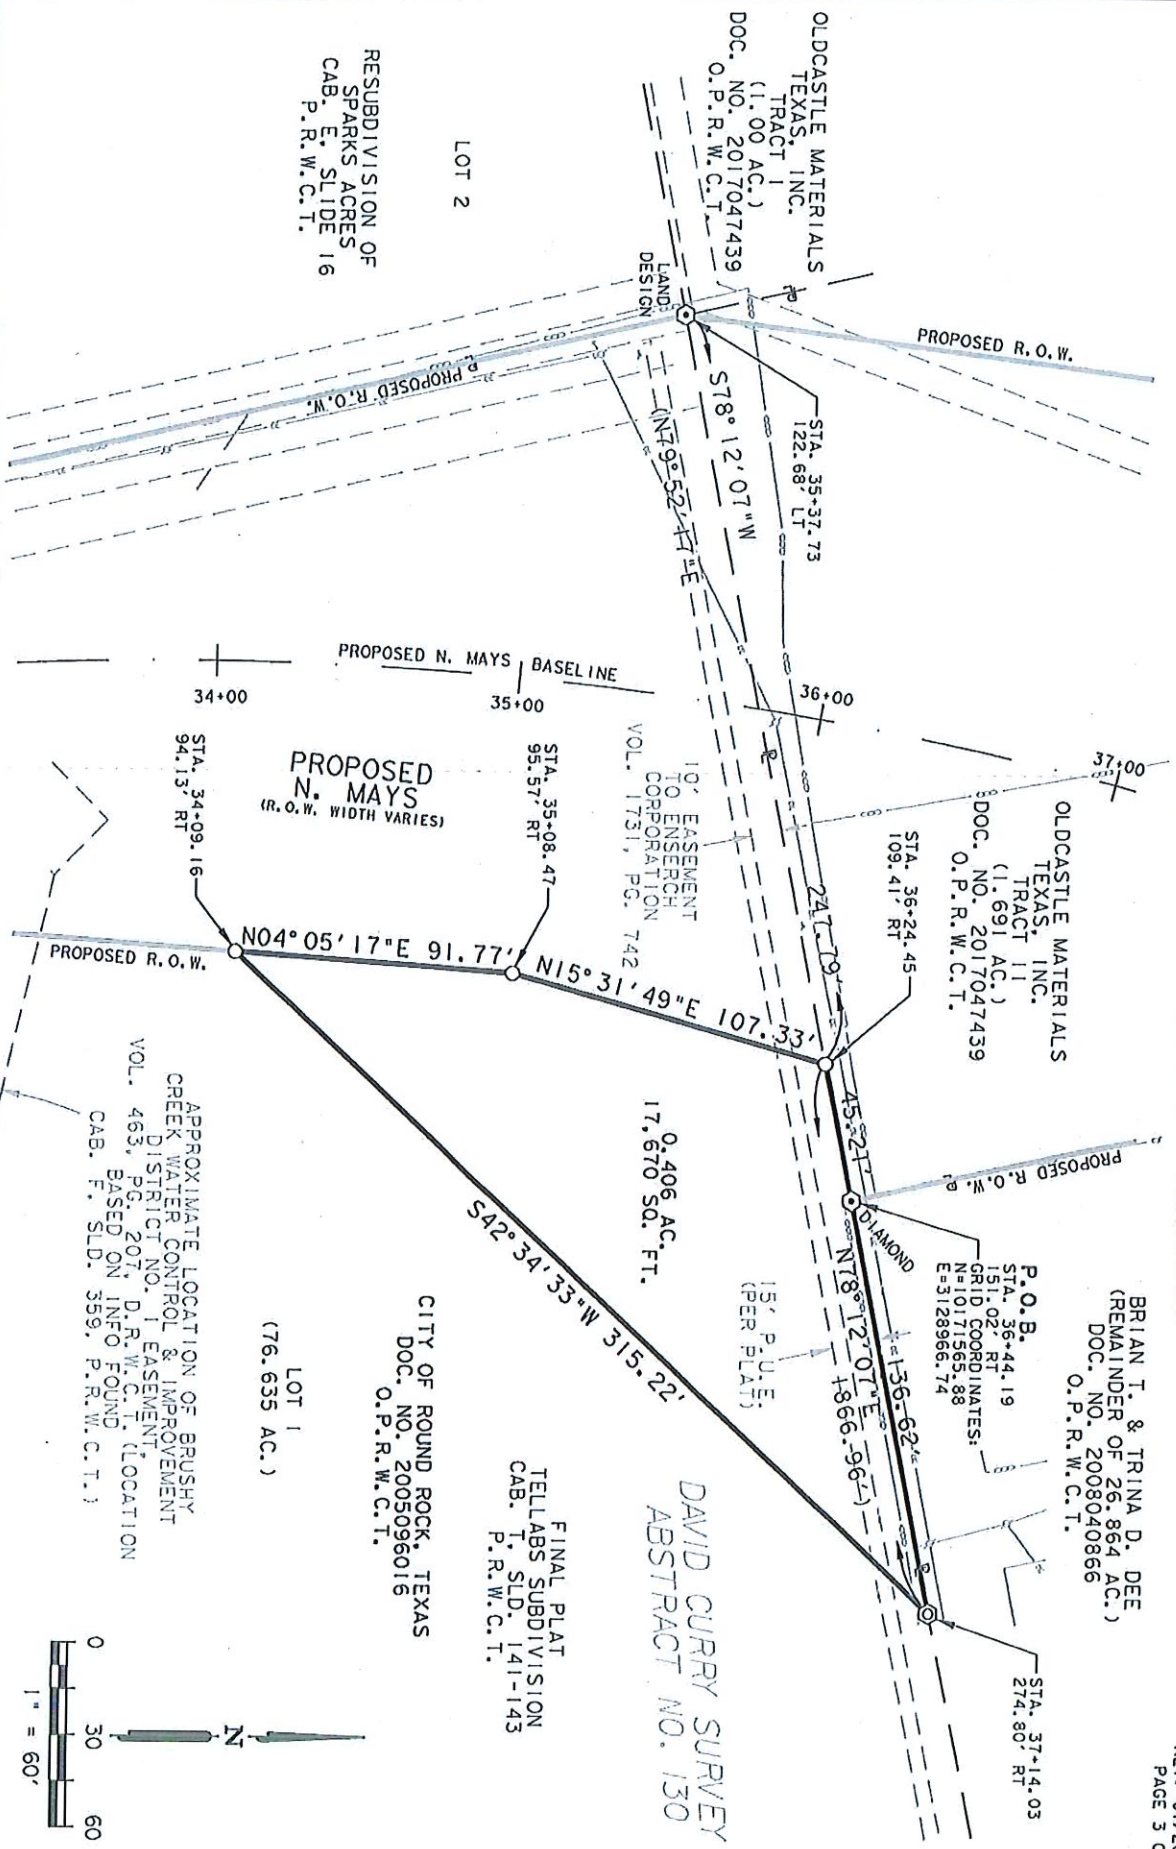 PAGE 3
OLDCASTLE MATERIALS
TEXAS, INC.
TRACT I
(1.00 AC.)
DOC. NO. 2017047439
O.P.R.W.C.T.
LOT 2
RESUBDIVISION OF
SPARKS ACRES
CAB. E, SLIDE 16
P.R.W.C.T.
LAND
DESIGN
PROPOSED R.O.W.
PROPOSED R.O.W.
STA. 35+37.73
122.68' LT
S78°12'07"W
(N79°52'17"E
PROPOSED N. MAYS BASELINE
34+00
35+00
36+00
37+00
PROPOSED
N. MAYS
(R.O.W. WIDTH VARIES)
STA. 34+09.16
94.13' RT
STA. 35+08.47
95.57' RT
10' EASEMENT
TO ENSERCH
CORPORATION
VOL. 1731, PG. 742
OLDCASTLE MATERIALS
TEXAS, INC.
TRACT II
(1.691 AC.)
DOC. NO. 2017047439
O.P.R.W.C.T.
STA. 36+24.45
109.41' RT
247.79'
PROPOSED R.O.W.
N04°05'17"E 91.77'
N15°31'49"E 107.33'
45.21'
PROPOSED R.O.W.
DIAMOND
P.O.B.
STA. 36+44.19
151.02' RT
GRID COORDINATES:
N=10171565.88
E=3128966.74
BRIAN T. & TRINA D. DEE
(REMAINDER OF 26.864 AC.)
DOC. NO. 2008040866
O.P.R.W.C.T.
N78°12'07"E 136.62'
1866.96')
0.406 AC.
17,670 SQ. FT.
15' P.U.E.
(PER PLAT)
S42°34'33"W 315.22'
STA. 37+14.03
274.80' RT
DAVID CURRY SURVEY
ABSTRACT NO. 130
FINAL PLAT
TELLABS SUBDIVISION
CAB. T, SLD. 141-143
P.R.W.C.T.
CITY OF ROUND ROCK, TEXAS
DOC. NO. 2005096016
O.P.R.W.C.T.
LOT 1
(76.635 AC.)
APPROXIMATE LOCATION OF BRUSHY
CREEK WATER CONTROL & IMPROVEMENT
DISTRICT NO. 1 EASEMENT,
VOL. 463, PG. 207, D.R.W.C.T. (LOCATION
BASED ON INFO FOUND
CAB. F. SLD. 359, P.R.W.C.T.)
N
0 30 60
1" = 60'